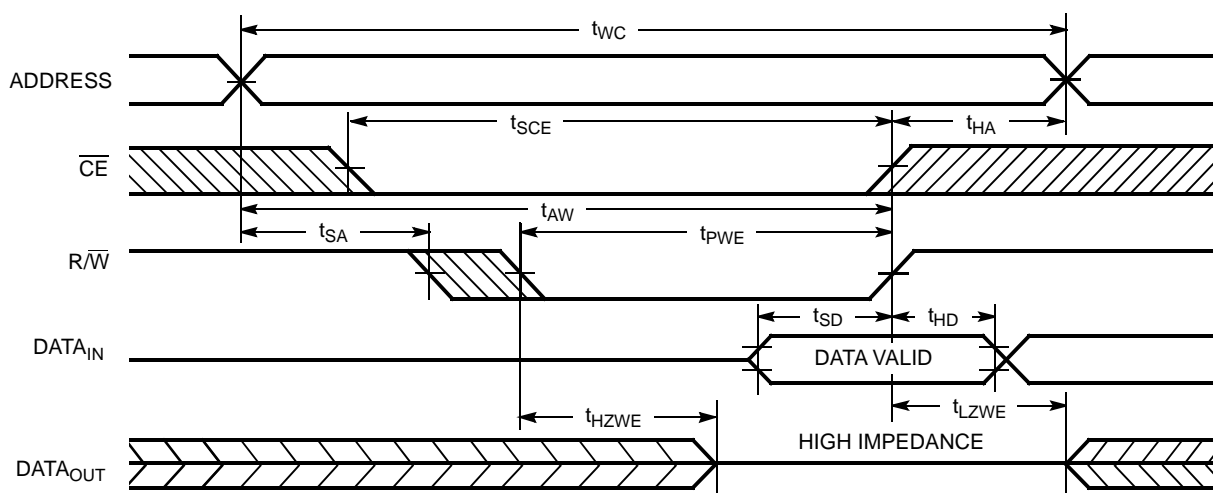 tWC
ADDRESS
tSCE
tHA
CE
tAW
tSA
tPWE
R/W
tSD
tHD
DATAIN
DATA VALID
tHZWE
tLZWE
HIGH IMPEDANCE
DATAOUT